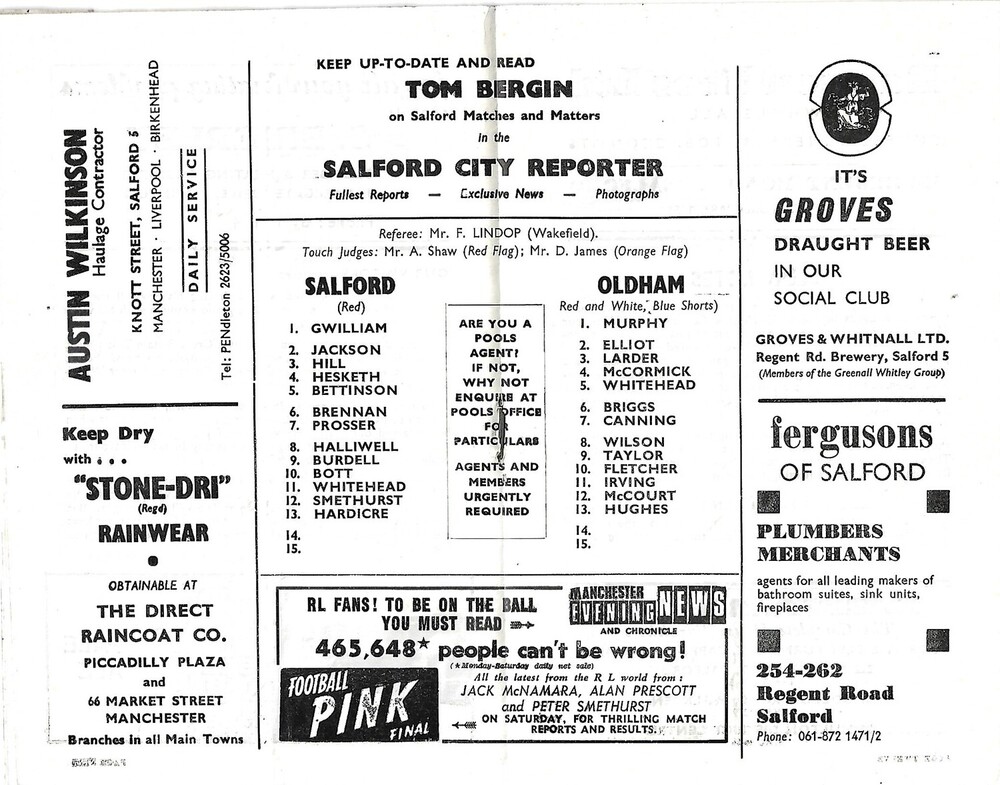 AUSTIN WILKINSON
Haulage Contractor
KNOTT STREET, SALFORD 5
MANCHESTER · LIVERPOOL · BIRKENHEAD
DAILY SERVICE
Tel: PENdleton 2623/5006
Keep Dry
with . . .
"STONE-DRI"
(Regd)
RAINWEAR
OBTAINABLE AT
THE DIRECT
RAINCOAT CO.
PICCADILLY PLAZA
and
66 MARKET STREET
MANCHESTER
Branches in all Main Towns
KEEP UP-TO-DATE AND READ
TOM BERGIN
on Salford Matches and Matters
in the
SALFORD CITY REPORTER
Fullest Reports — Exclusive News — Photographs
Referee: Mr. F. LINDOP (Wakefield).
Touch Judges: Mr. A. Shaw (Red Flag); Mr. D. James (Orange Flag)
SALFORD
(Red)
1. GWILLIAM
2. JACKSON
3. HILL
4. HESKETH
5. BETTINSON
6. BRENNAN
7. PROSSER
8. HALLIWELL
9. BURDELL
10. BOTT
11. WHITEHEAD
12. SMETHURST
13. HARDICRE
14.
15.
ARE YOU A
POOLS
AGENT?
IF NOT,
WHY NOT
ENQUIRE AT
POOLS OFFICE
FOR
PARTICULARS
AGENTS AND
MEMBERS
URGENTLY
REQUIRED
OLDHAM
Red and White, Blue Shorts)
1. MURPHY
2. ELLIOT
3. LARDER
4. McCORMICK
5. WHITEHEAD
6. BRIGGS
7. CANNING
8. WILSON
9. TAYLOR
10. FLETCHER
11. IRVING
12. McCOURT
13. HUGHES
14.
15.
RL FANS! TO BE ON THE BALL
YOU MUST READ
MANCHESTER
EVENING NEWS
AND CHRONICLE
465,648* people can't be wrong!
(*Monday-Saturday daily net sale)
All the latest from the R L world from :
JACK McNAMARA, ALAN PRESCOTT
and PETER SMETHURST
ON SATURDAY, FOR THRILLING MATCH
REPORTS AND RESULTS.
FOOTBALL
PINK
FINAL
IT'S
GROVES
DRAUGHT BEER
IN OUR
SOCIAL CLUB
GROVES & WHITNALL LTD.
Regent Rd. Brewery, Salford 5
(Members of the Greenall Whitley Group)
fergusons
OF SALFORD
PLUMBERS
MERCHANTS
agents for all leading makers of
bathroom suites, sink units,
fireplaces
254-262
Regent Road
Salford
Phone: 061-872 1471/2